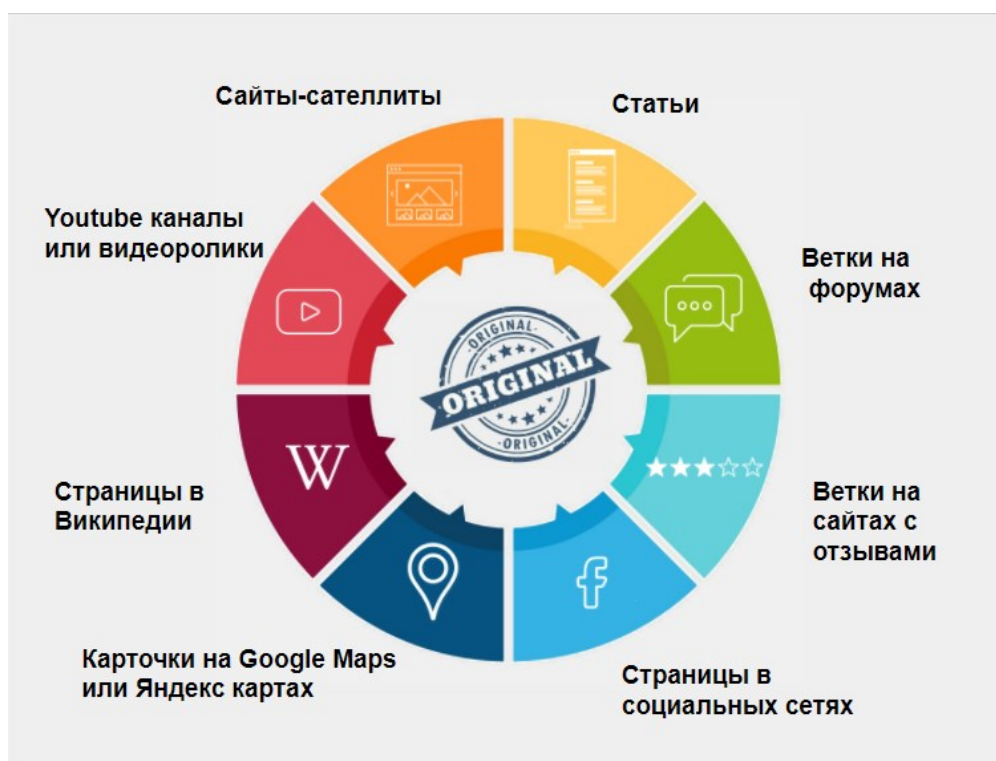 Сайты-сателлиты
Статьи
Youtube каналы
или видеоролики
Ветки на
форумах
·ORIGINAL·
ORIGINAL
·ORIGINAL·
W
Страницы в
Википедии
Ветки на
сайтах с
отзывами
f
Карточки на Google Maps
или Яндекс картах
Страницы в
социальных сетях